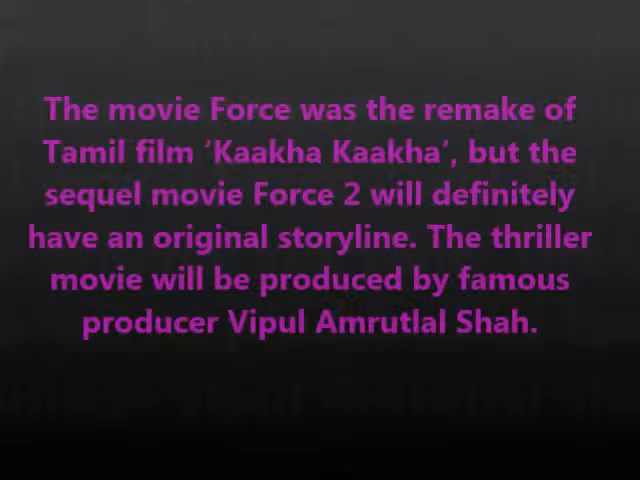 The movie Force was the remake of
Tamil film ‘Kaakha Kaakha’, but the
sequel movie Force 2 will definitely
have an original storyline. The thriller
movie will be produced by famous
producer Vipul Amrutlal Shah.